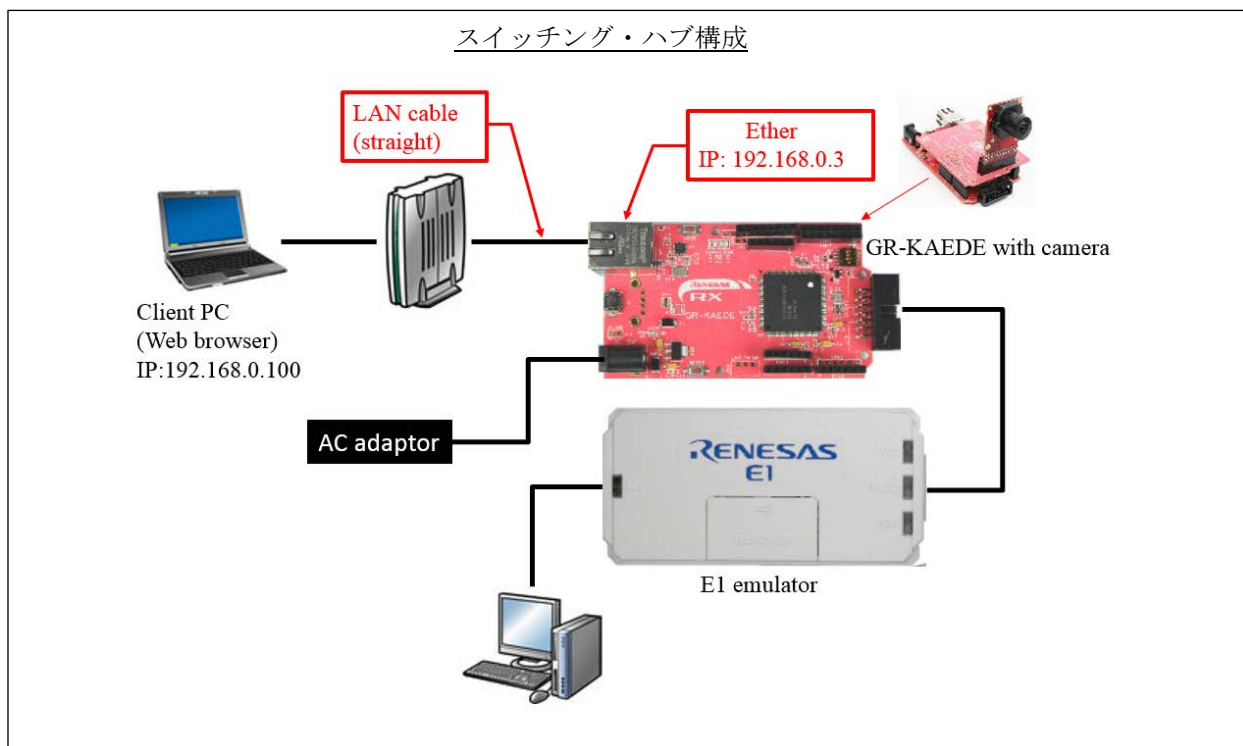 スイッチング・ハブ構成
LAN cable
(straight)
Ether
IP: 192.168.0.3
GR-KAEDE with camera
Client PC
(Web browser)
IP:192.168.0.100
RENESAS
RX
GR-KAEDE
AC adaptor
RENESAS
E1
E1 emulator